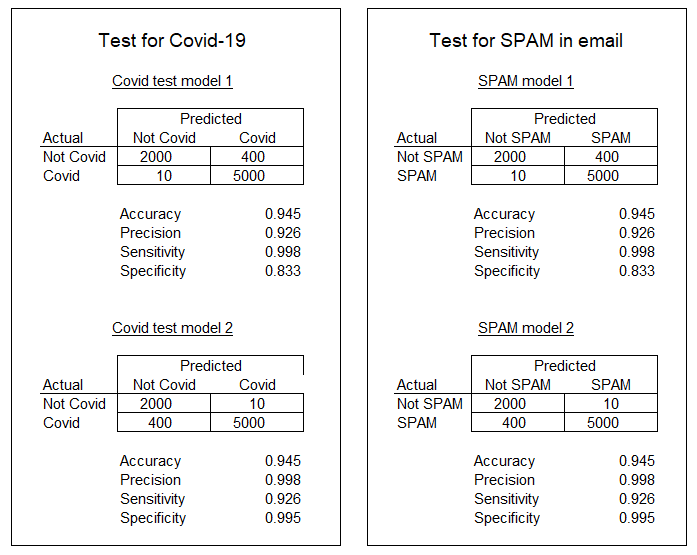 Test for Covid-19
Covid test model 1
Predicted
Actual Not Covid Covid
Not Covid 2000 400
Covid 10 5000
Accuracy 0.945
Precision 0.926
Sensitivity 0.998
Specificity 0.833
Covid test model 2
Predicted
Actual Not Covid Covid
Not Covid 2000 10
Covid 400 5000
Accuracy 0.945
Precision 0.998
Sensitivity 0.926
Specificity 0.995
Test for SPAM in email
SPAM model 1
Predicted
Actual Not SPAM SPAM
Not SPAM 2000 400
SPAM 10 5000
Accuracy 0.945
Precision 0.926
Sensitivity 0.998
Specificity 0.833
SPAM model 2
Predicted
Actual Not SPAM SPAM
Not SPAM 2000 10
SPAM 400 5000
Accuracy 0.945
Precision 0.998
Sensitivity 0.926
Specificity 0.995